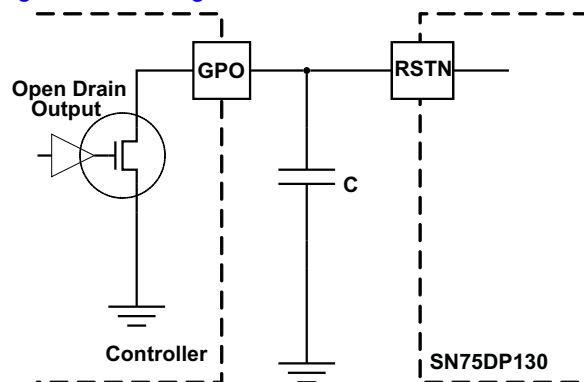 GPO
RSTN
Open Drain
Output
C
Controller
SN75DP130